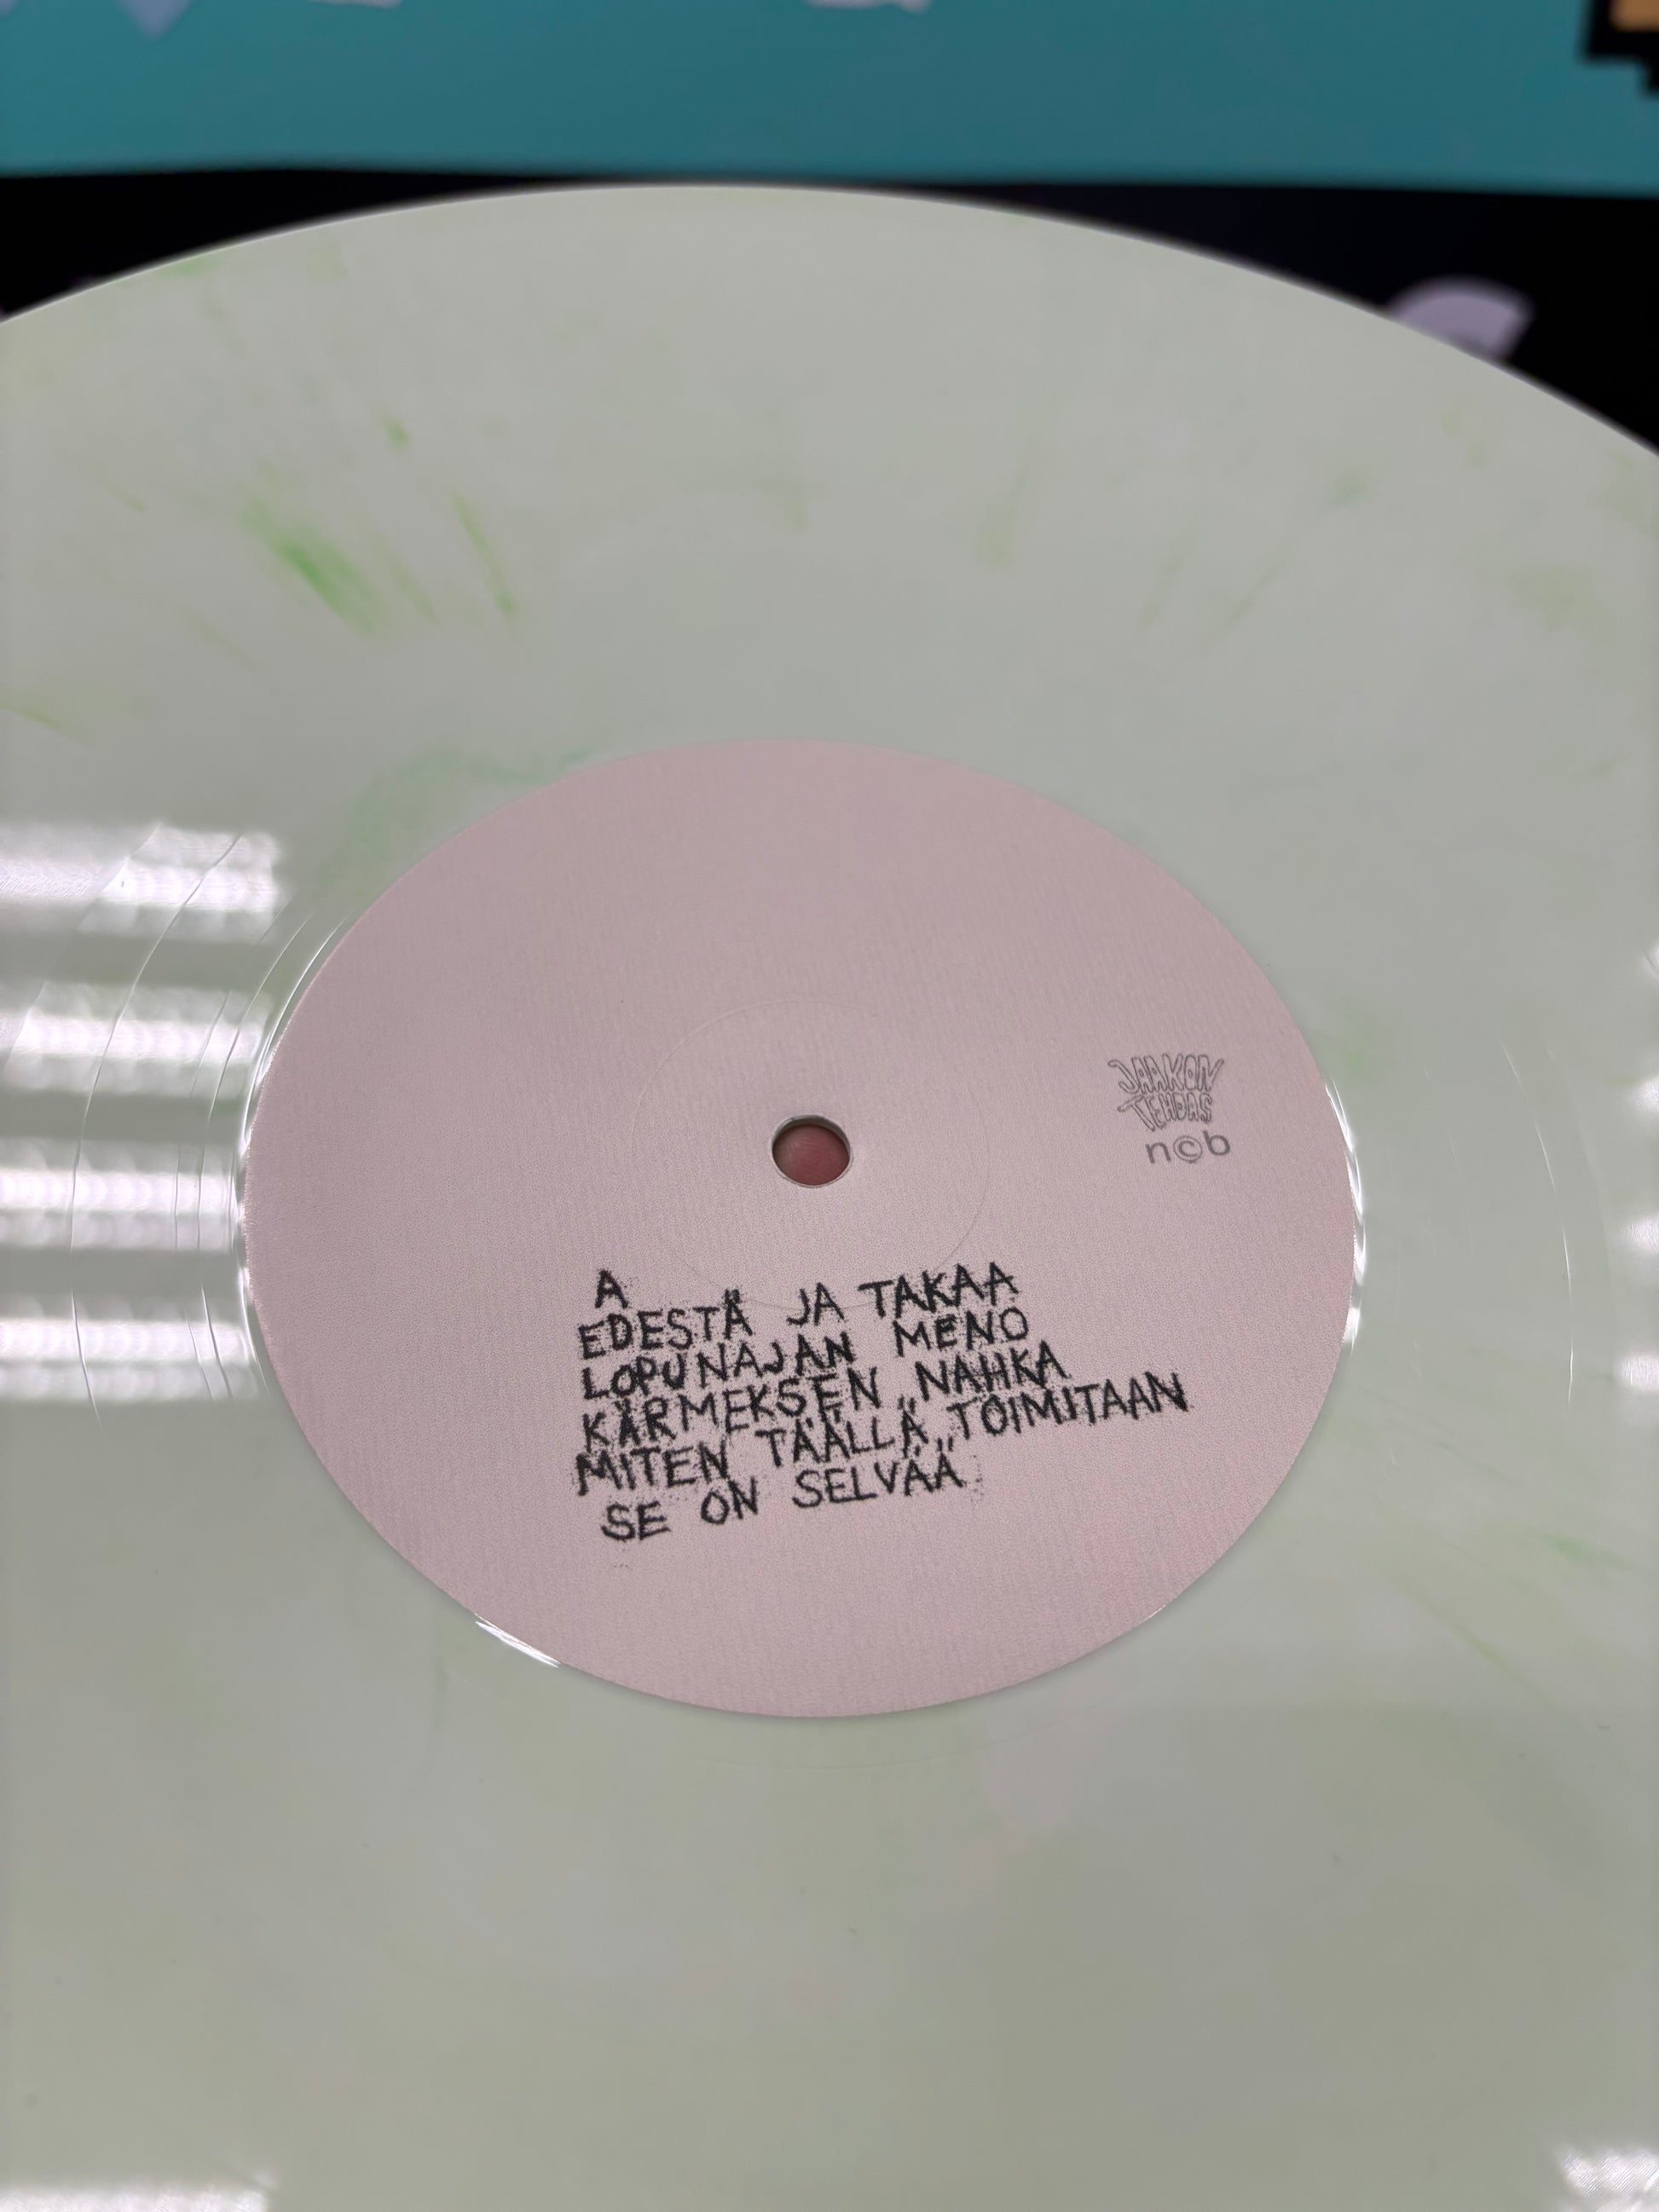 JAAKON
TEHDAS
n©b
A
EDESTÄ JA TAKAA
LOPUNAJAN MENO
KÄRMEKSEN NAHKA
MITEN TÄÄLLÄ TOIMITAAN
SE ON SELVÄÄ